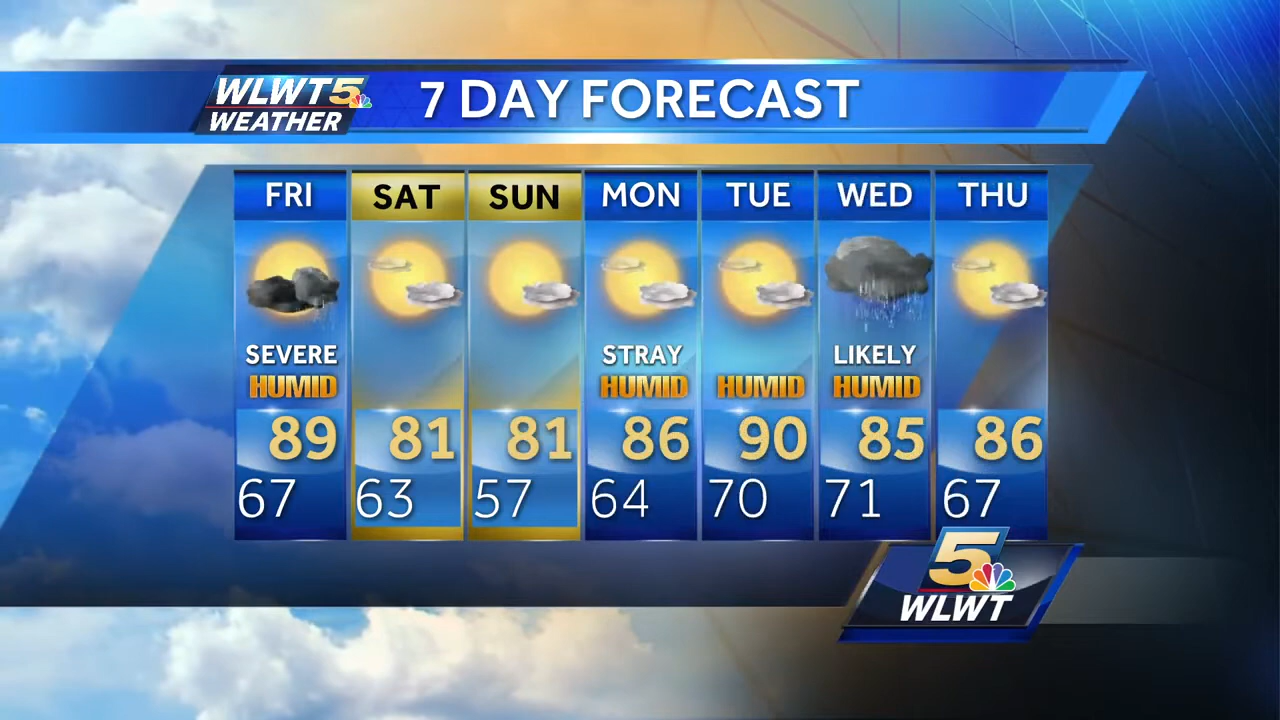 WLWT5
WEATHER
7 DAY FORECAST
FRI SAT SUN MON TUE WED THU
SEVERE STRAY LIKELY
HUMID HUMID HUMID HUMID
89 81 81 86 90 85 86
67 63 57 64 70 71 67
5
WLWT